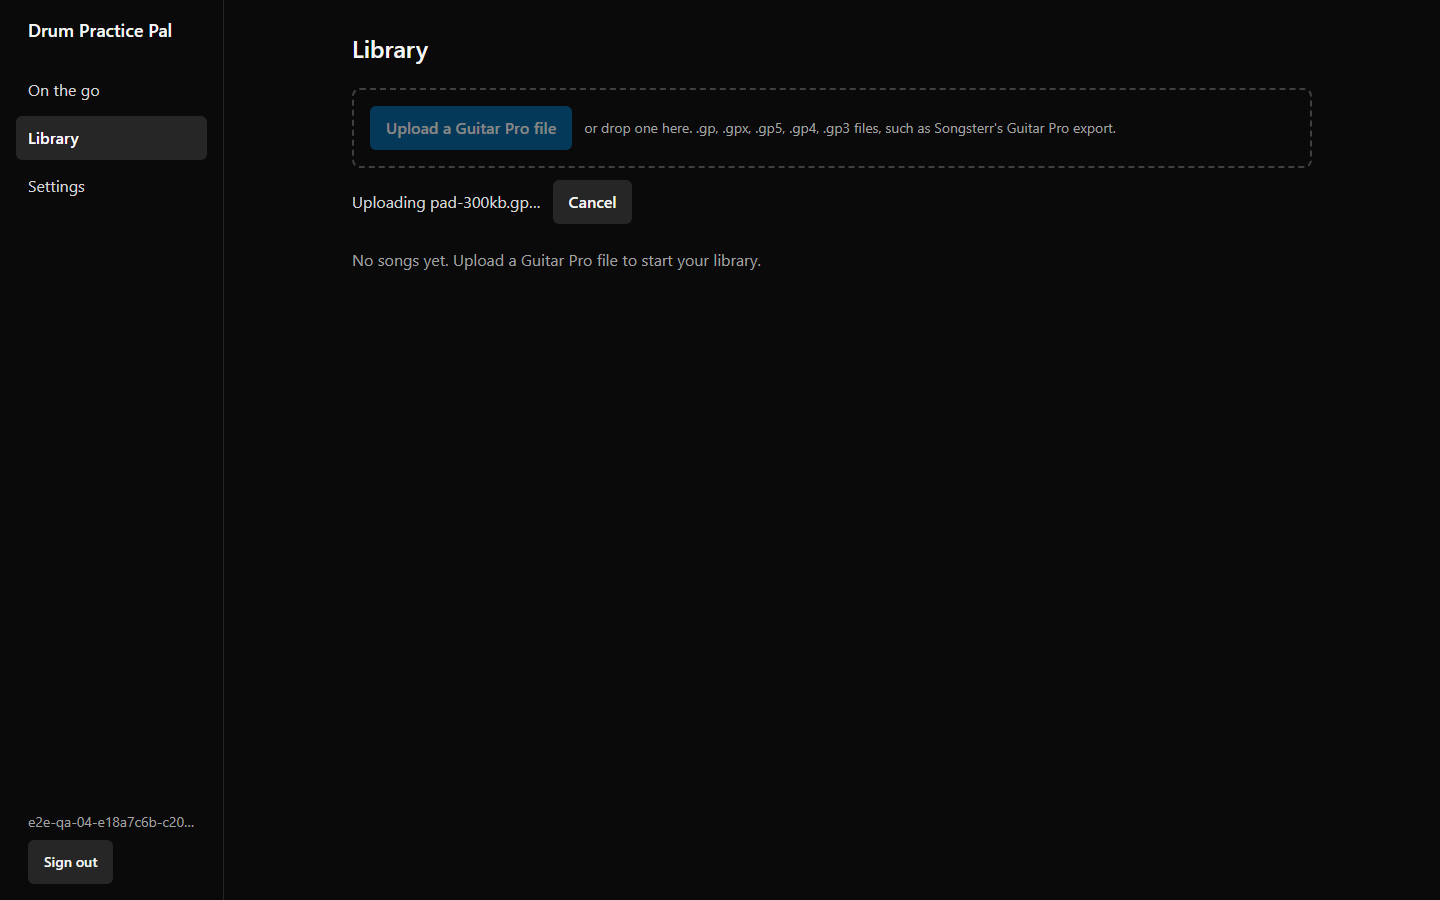 Drum Practice Pal
On the go
Library
Settings
Library
Upload a Guitar Pro file
or drop one here. .gp, .gpx, .gp5, .gp4, .gp3 files, such as Songsterr's Guitar Pro export.
Uploading pad-300kb.gp...
Cancel
No songs yet. Upload a Guitar Pro file to start your library.
e2e-qa-04-e18a7c6b-c20...
Sign out